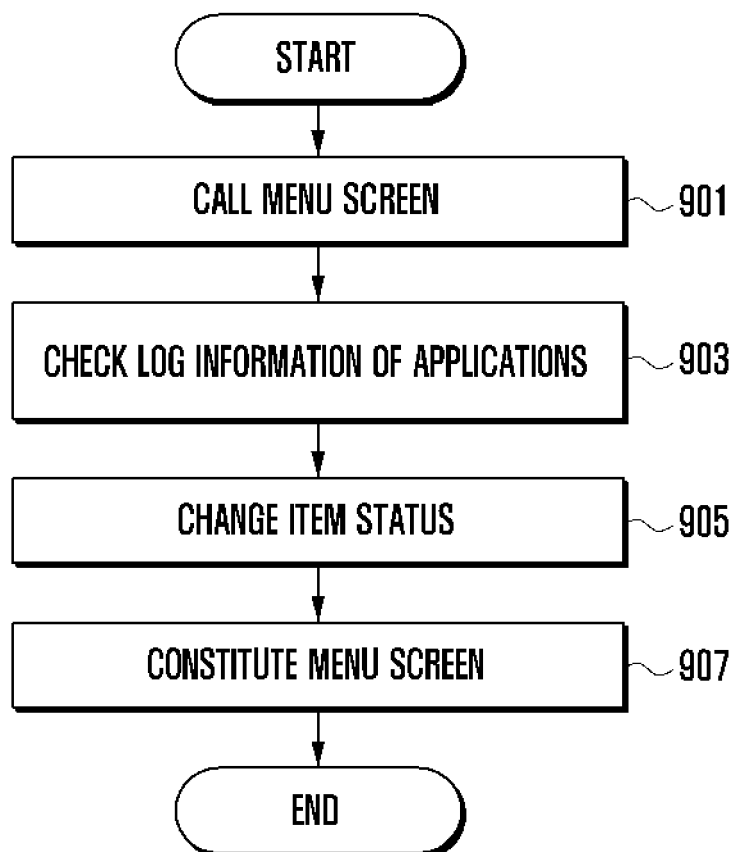 START
CALL MENU SCREEN
901
CHECK LOG INFORMATION OF APPLICATIONS
903
CHANGE ITEM STATUS
905
CONSTITUTE MENU SCREEN
907
END